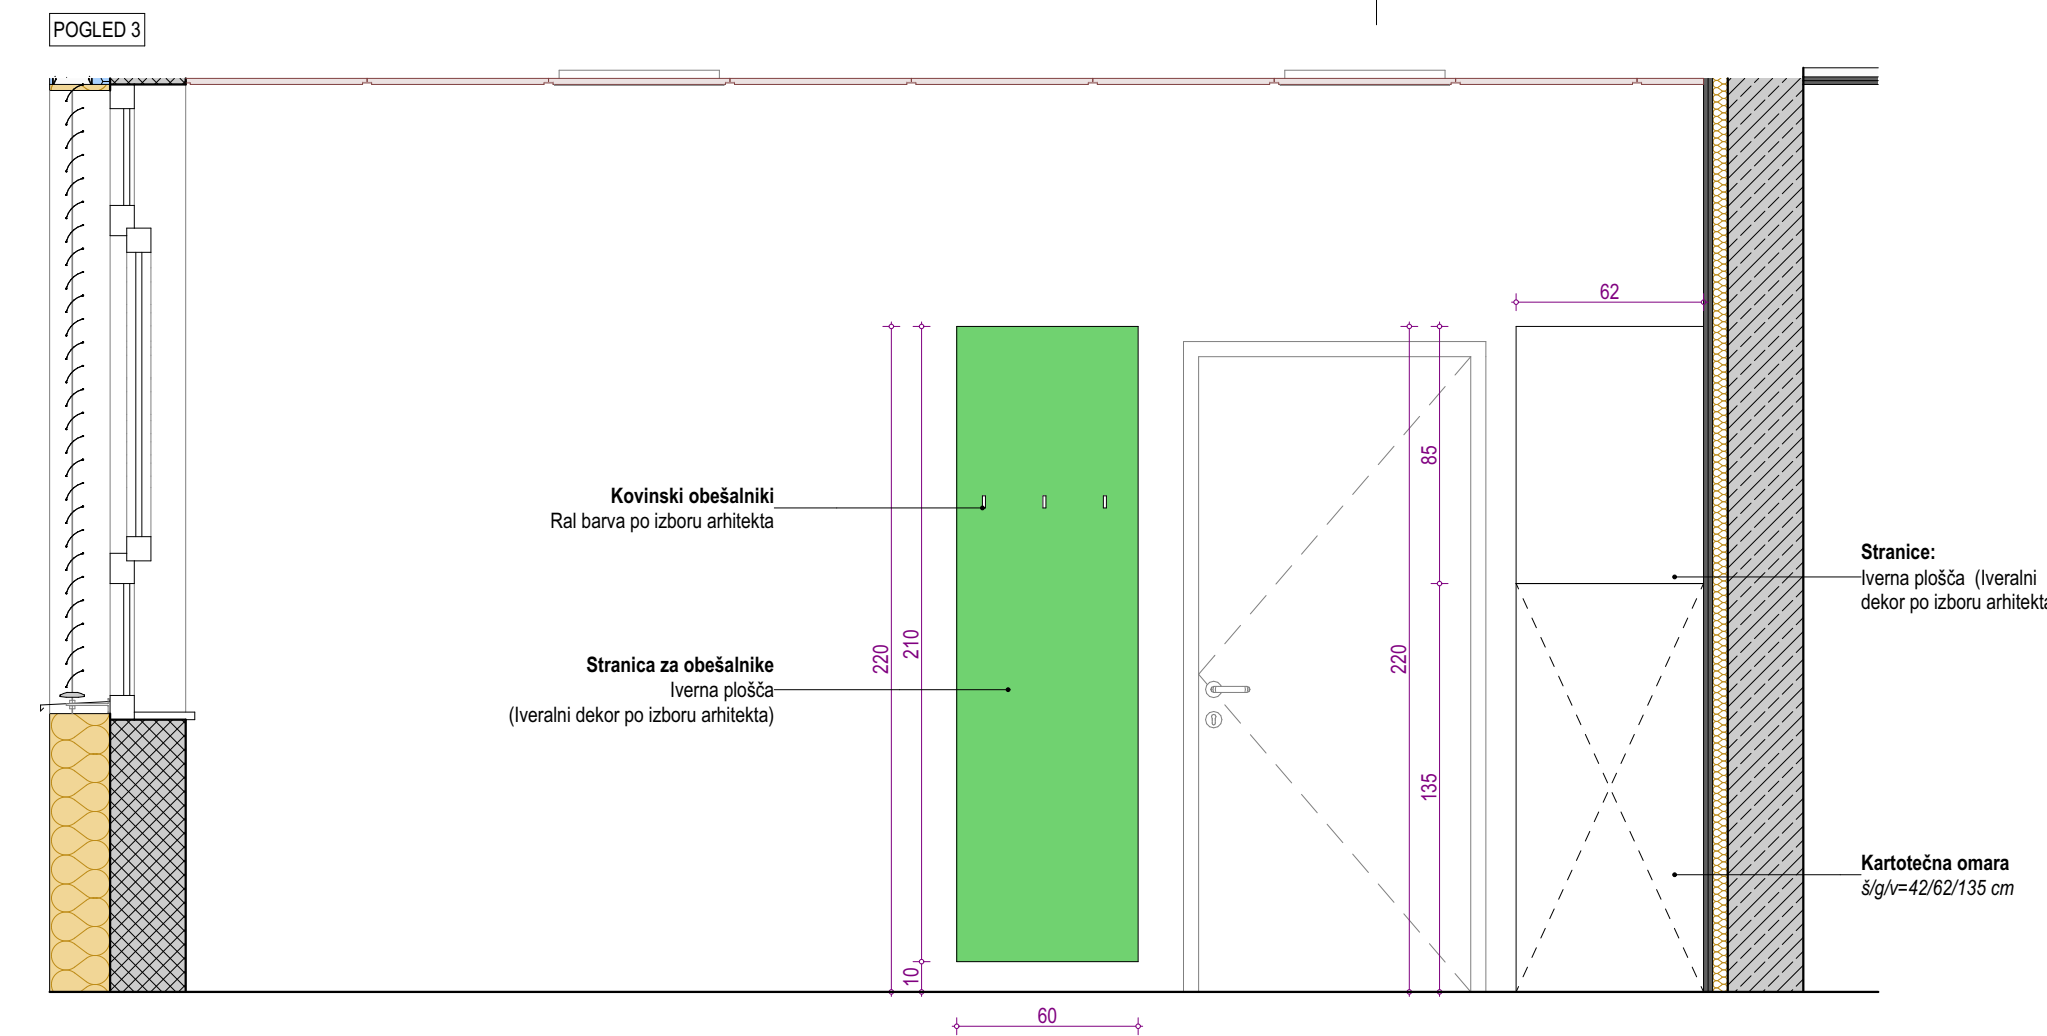 POGLED 3
62
Kovinski obešalniki
Ral barva po izboru arhitekta
Stranica za obešalnike
Iverna plošča
(Iveralni dekor po izboru arhitekta)
220
210
10
60
220
85
135
Stranice:
Iverna plošča (Iveralni
dekor po izboru arhitekta
Kartotečna omara
š/g/v=42/62/135 cm